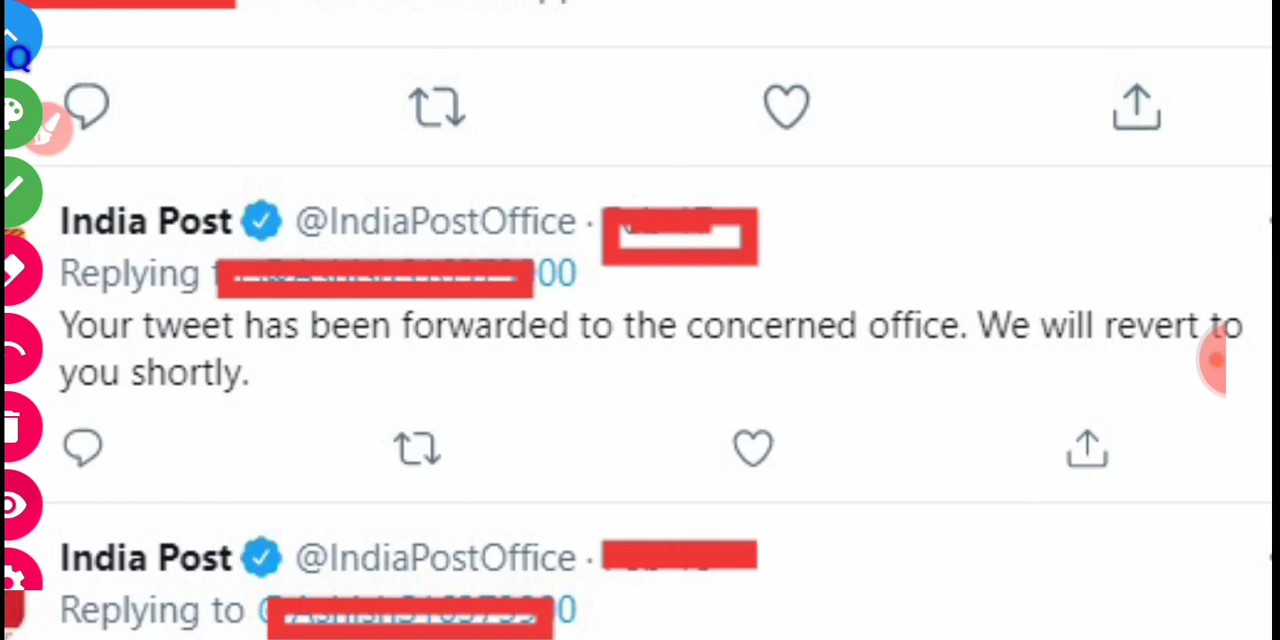 India Post @IndiaPostOffice ·
Replying
Your tweet has been forwarded to the concerned office. We will revert to
you shortly.
India Post @IndiaPostOffice ·
Replying to